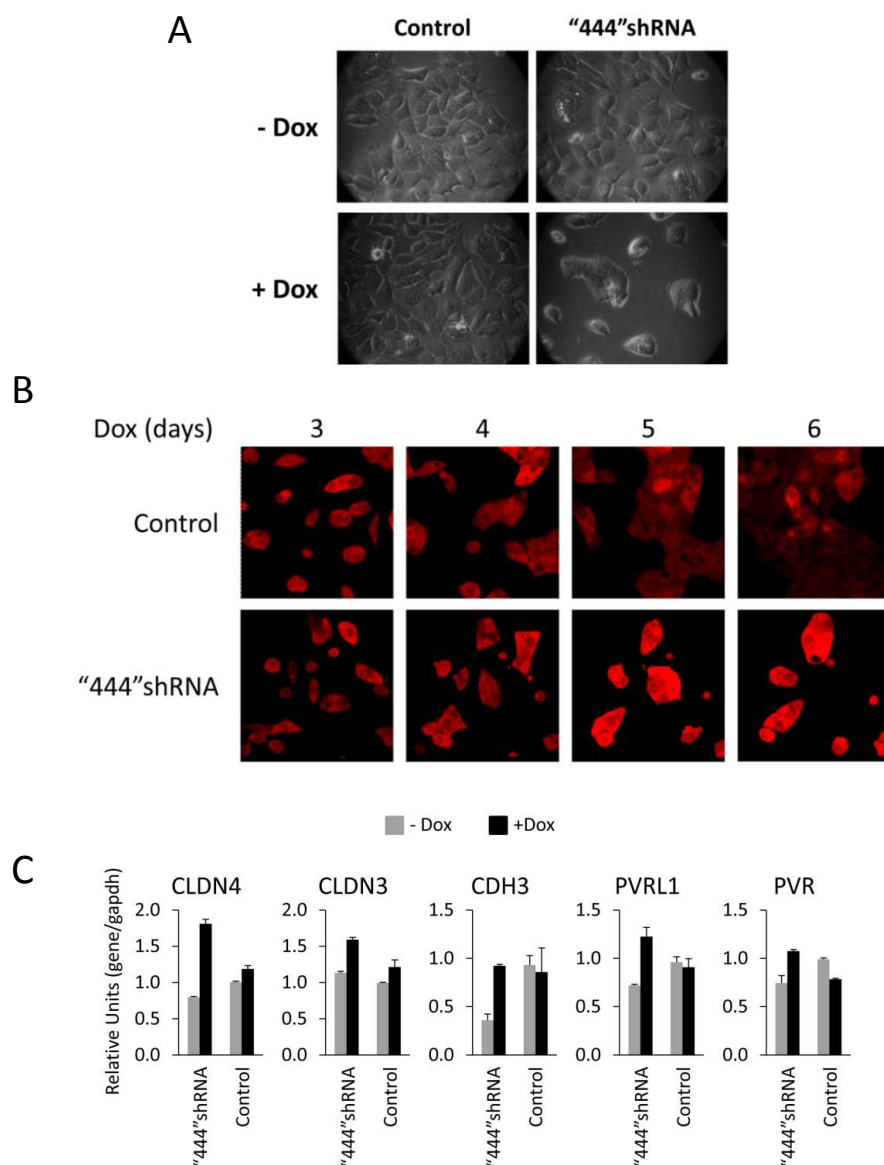 A
Control "444"shRNA
- Dox
+ Dox
B
Dox (days) 3 4 5 6
Control
“444”shRNA
- Dox +Dox
C
CLDN4 CLDN3 CDH3 PVRL1 PVR
Relative Units (gene/gapdh)
2.0 2.0 1.5 1.5 1.5
1.5 1.5
1.0 1.0 1.0
1.0 1.0
0.5 0.5 0.5
0.5 0.5
0.0 0.0 0.0 0.0 0.0
"444"shRNA Control "444"shRNA Control "444"shRNA Control "444"shRNA Control "444"shRNA Control